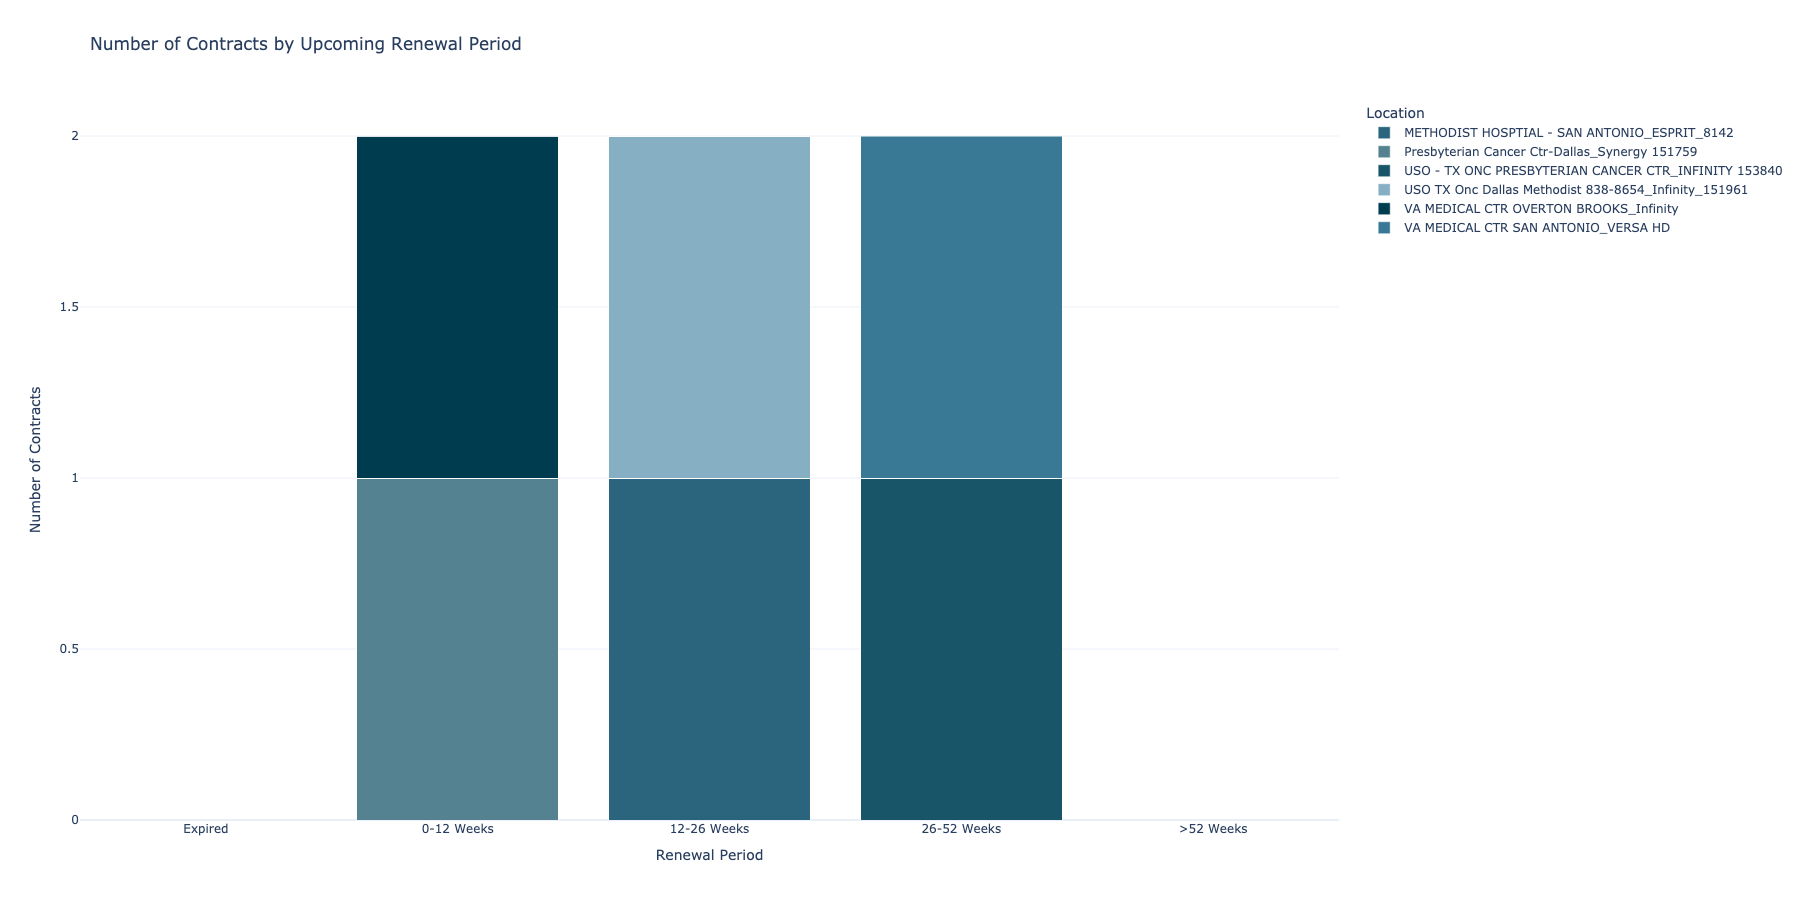 Number of Contracts by Upcoming Renewal Period
Location
METHODIST HOSPTIAL - SAN ANTONIO_ESPRIT_8142
Presbyterian Cancer Ctr-Dallas_Synergy 151759
USO - TX ONC PRESBYTERIAN CANCER CTR_INFINITY 153840
USO TX Onc Dallas Methodist 838-8654_Infinity_151961
VA MEDICAL CTR OVERTON BROOKS_Infinity
VA MEDICAL CTR SAN ANTONIO_VERSA HD
2
1.5
1
0.5
0
Number of Contracts
Expired
0-12 Weeks
12-26 Weeks
26-52 Weeks
>52 Weeks
Renewal Period